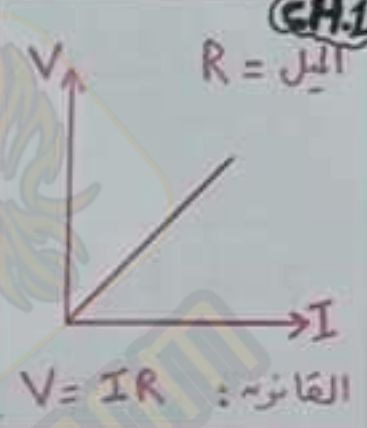 CH.1
الميل = R
V
I
القانون: V = IR